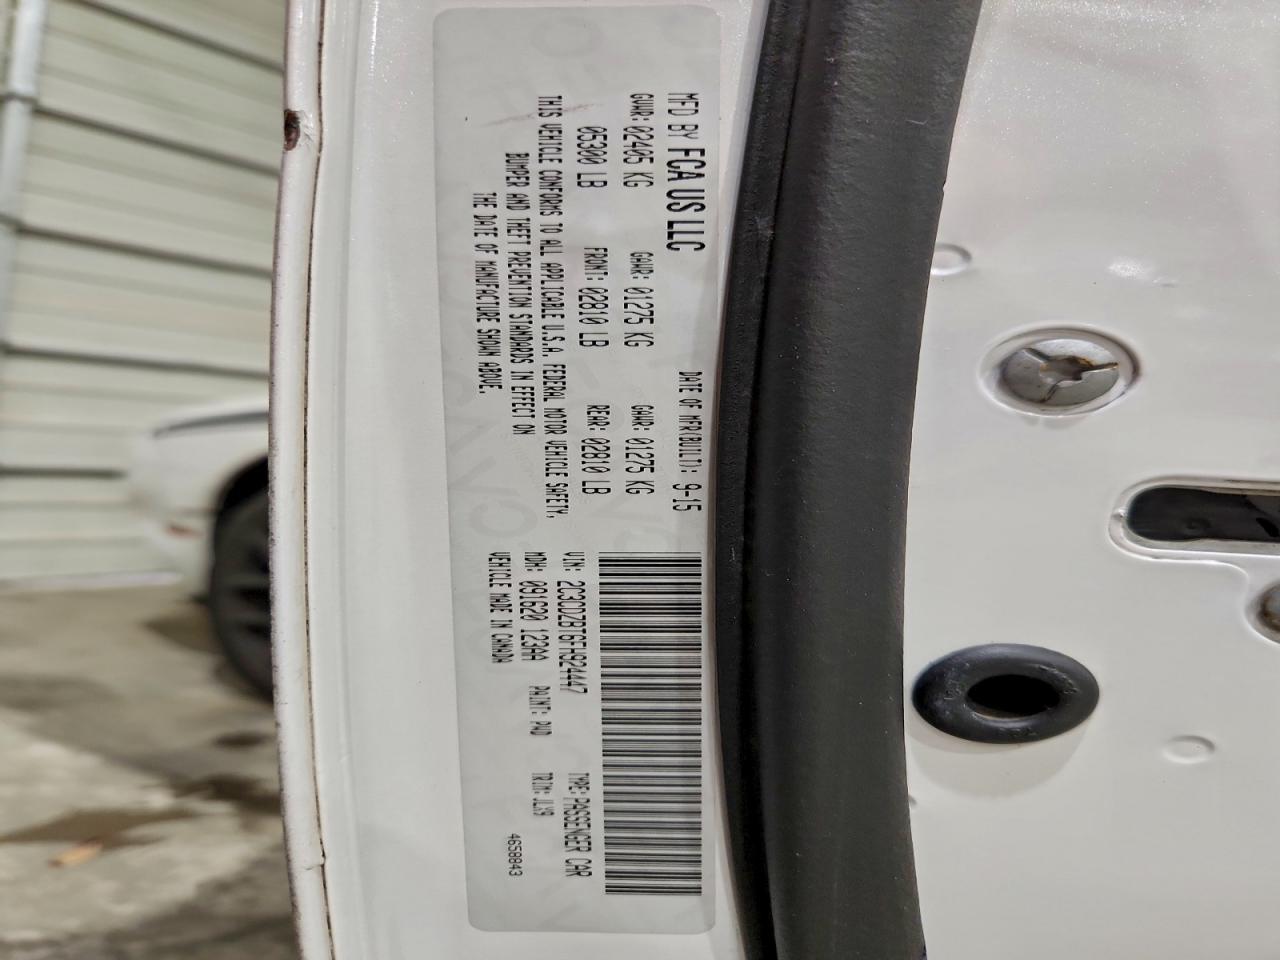 MFD BY FCA US LLC
DATE OF MFR(BUILT): 9-15
GVWR: 02405 KG GAWR: 01275 KG GAWR: 01275 KG
05300 LB FRONT: 02810 LB REAR: 02810 LB
THIS VEHICLE CONFORMS TO ALL APPLICABLE U.S.A. FEDERAL MOTOR VEHICLE SAFETY,
BUMPER AND THEFT PREVENTION STANDARDS IN EFFECT ON
THE DATE OF MANUFACTURE SHOWN ABOVE.
VIN: 2C3CDZBT6FH924447 TYPE: PASSENGER CAR
MDH: 091620 123AA PAINT: PWD TRIM: JLX9
VEHICLE MADE IN CANADA 4658843